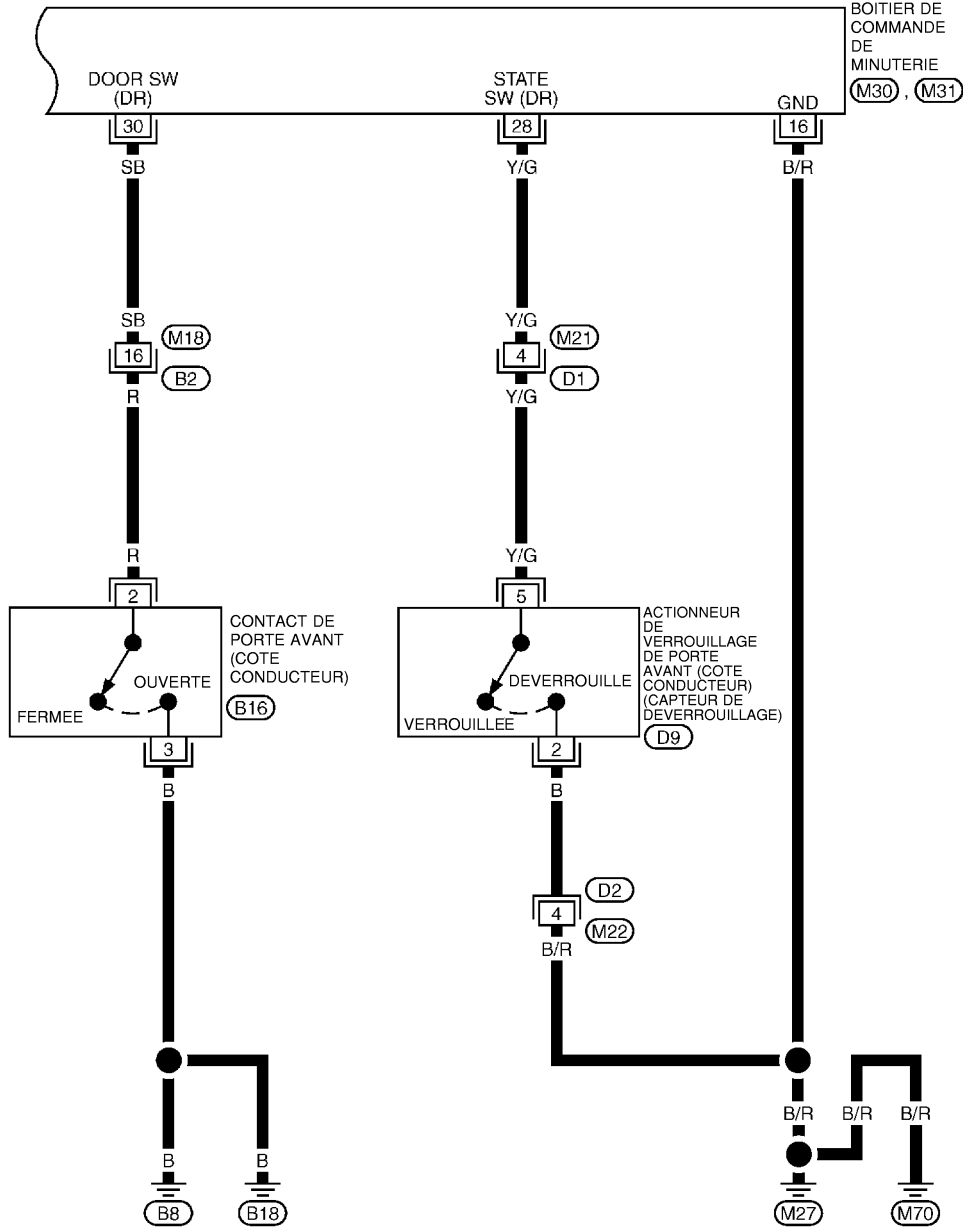 BOITIER DE
COMMANDE
DE
MINUTERIE
M30 , M31
DOOR SW
(DR)
STATE
SW (DR)
GND
30
28
16
SB
Y/G
B/R
SB
Y/G
M18
M21
16
4
B2
D1
R
Y/G
R
Y/G
2
5
CONTACT DE
PORTE AVANT
(COTE
CONDUCTEUR)
B16
OUVERTE
FERMEE
ACTIONNEUR
DE
VERROUILLAGE
DE PORTE
AVANT (COTE
CONDUCTEUR)
(CAPTEUR DE
DEVERROUILLAGE)
D9
DEVERROUILLE
VERROUILLEE
3
2
B
B
D2
4
M22
B/R
B/R
B/R
B/R
B
B
B8
B18
M27
M70